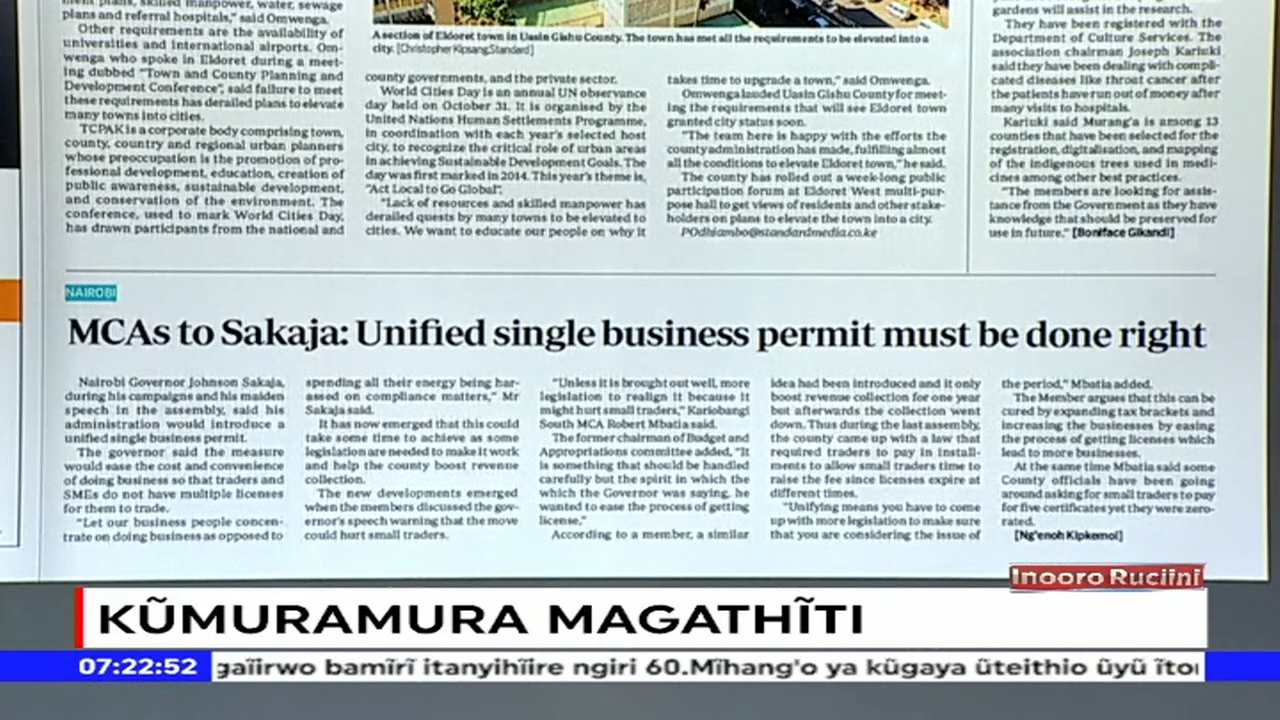 ment plans, skilled manpower, water, sewage
plans and referral hospitals," said Omwenga.
Other requirements are the availability of
universities and international airports. Om-
wenga who spoke in Eldoret during a meet-
ing dubbed "Town and County Planning and
Development Conference", said failure to meet
these requirements has derailed plans to elevate
many towns into cities.
TCPAK is a corporate body comprising town,
county, country and regional urban planners
whose preoccupation is the promotion of pro-
fessional development, education, creation of
public awareness, sustainable development,
and conservation of the environment. The
conference, used to mark World Cities Day,
has drawn participants from the national and
A section of Eldoret town in Uasin Gishu County. The town has met all the requirements to be elevated into a
city. [Christopher Kipsang,Standard]
county governments, and the private sector.
World Cities Day is an annual UN observance
day held on October 31. It is organised by the
United Nations Human Settlements Programme,
in coordination with each year's selected host
city, to recognize the critical role of urban areas
in achieving Sustainable Development Goals. The
day was first marked in 2014. This year's theme is,
"Act Local to Go Global".
"Lack of resources and skilled manpower has
derailed quests by many towns to be elevated to
cities. We want to educate our people on why it
takes time to upgrade a town," said Omwenga.
Omwenga lauded Uasin Gishu County for meet-
ing the requirements that will see Eldoret town
granted city status soon.
"The team here is happy with the efforts the
county administration has made, fulfilling almost
all the conditions to elevate Eldoret town," he said.
The county has rolled out a week-long public
participation forum at Eldoret West multi-pur-
pose hall to get views of residents and other stake-
holders on plans to elevate the town into a city.
POdhiambo@standardmedia.co.ke
gardens will assist in the research.
They have been registered with the
Department of Culture Services. The
association chairman Joseph Kariuki
said they have been dealing with compli-
cated diseases like throat cancer after
the patients have run out of money after
many visits to hospitals.
Kariuki said Murang'a is among 13
counties that have been selected for the
registration, digitalisation, and mapping
of the indigenous trees used in medi-
cines among other best practices.
"The members are looking for assis-
tance from the Government as they have
knowledge that should be preserved for
use in future." [Boniface Gikandi]
NAIROBI
MCAs to Sakaja: Unified single business permit must be done right
Nairobi Governor Johnson Sakaja,
during his campaigns and his maiden
speech in the assembly, said his
administration would introduce a
unified single business permit.
The governor said the measure
would ease the cost and convenience
of doing business so that traders and
SMEs do not have multiple licenses
for them to trade.
"Let our business people concen-
trate on doing business as opposed to
spending all their energy being har-
assed on compliance matters," Mr
Sakaja said.
It has now emerged that this could
take some time to achieve as some
legislation are needed to make it work
and help the county boost revenue
collection.
The new developments emerged
when the members discussed the gov-
ernor's speech warning that the move
could hurt small traders.
"Unless it is brought out well, more
legislation to realign it because it
might hurt small traders," Kariobangi
South MCA Robert Mbatia said.
The former chairman of Budget and
Appropriations committee added, "It
is something that should be handled
carefully but the spirit in which the
which the Governor was saying, he
wanted to ease the process of getting
license."
According to a member, a similar
idea had been introduced and it only
boost revenue collection for one year
but afterwards the collection went
down. Thus during the last assembly,
the county came up with a law that
required traders to pay in install-
ments to allow small traders time to
raise the fee since licenses expire at
different times.
"Unifying means you have to come
up with more legislation to make sure
that you are considering the issue of
the period," Mbatia added.
The Member argues that this can be
cured by expanding tax brackets and
increasing the businesses by easing
the process of getting licenses which
lead to more businesses.
At the same time Mbatia said some
County officials have been going
around asking for small traders to pay
for five certificates yet they were zero-
rated.
[Ng'enoh Kipkemoi]
Inooro Ruciini
KŨMURAMURA MAGATHĨTI
07:22:52 gaĩirwo bamĩrĩ itanyihĩire ngiri 60.Mĩhang'o ya kũgaya ũteithio ũyũ ĩtoi